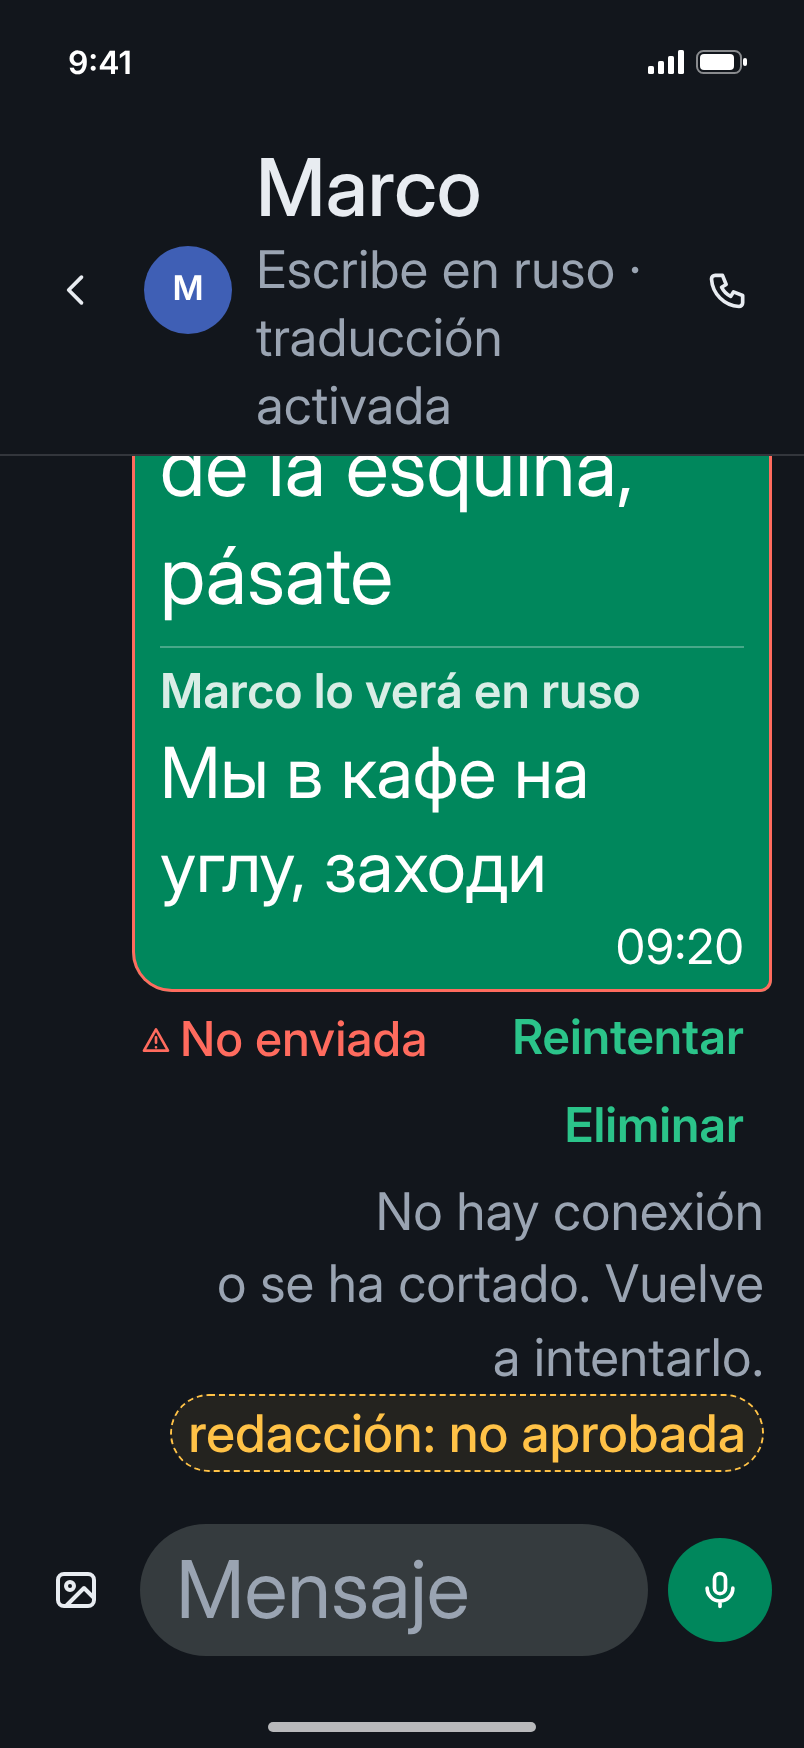 9:41
Marco
M
Escribe en ruso ·
traducción
activada
de la esquina,
pásate
Marco lo verá en ruso
Мы в кафе на
углу, заходи
09:20
No enviada
Reintentar
Eliminar
No hay conexión
o se ha cortado. Vuelve
a intentarlo.
redacción: no aprobada
Mensaje